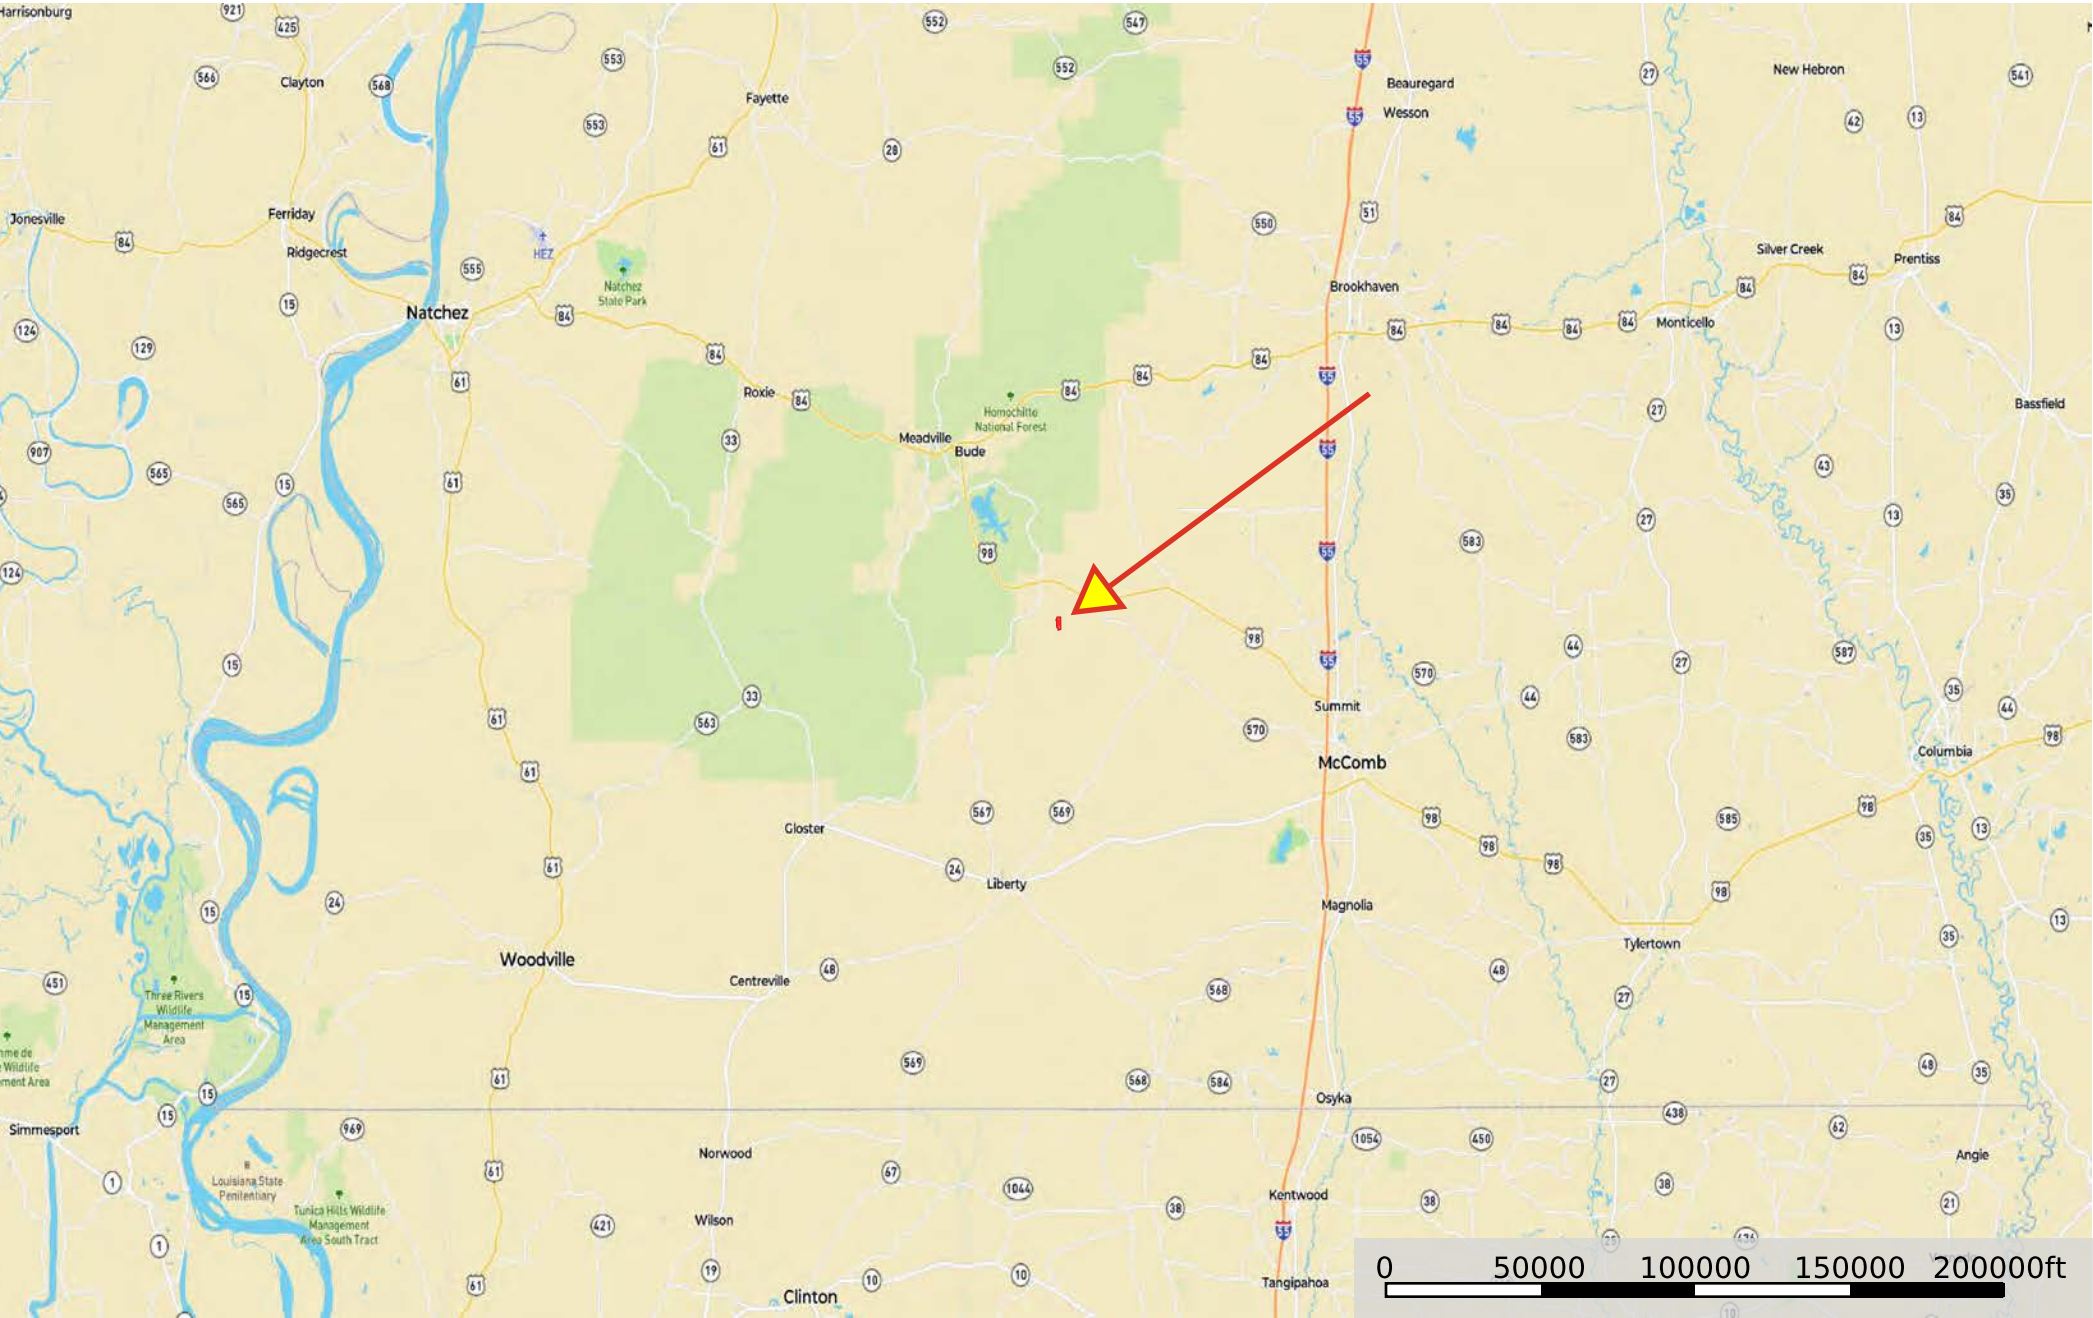 Harrisonburg
921
425
552
547
552
553
566
Clayton
568
Fayette
553
61
28
55
Beauregard
55
Wesson
27
New Hebron
541
42
13
Jonesville
84
Ferriday
Ridgecrest
555
HEZ
Natchez
State Park
550
51
84
Silver Creek
Prentiss
84
84
15
Natchez
84
Brookhaven
124
129
61
84
Roxie
84
84
84
84
84
84
84
84
Monticello
13
55
Homochitto
National Forest
27
Bassfield
907
565
565
15
61
33
Meadville
Bude
55
43
35
27
13
124
98
55
583
15
98
55
570
44
27
587
44
35
44
33
563
61
Summit
570
583
98
McComb
Columbia
61
567
569
98
98
585
98
35
13
Gloster
61
24
Liberty
98
98
98
24
15
Magnolia
13
35
Tylertown
Woodville
Centreville
48
48
451
15
568
27
Three Rivers
Wildlife
Management
Area
569
61
568
584
27
48
35
15
15
Osyka
438
Simmesport
969
1054
450
62
Norwood
Angie
1
Louisiana State
Penitentiary
61
67
1044
Kentwood
38
38
38
21
Tunica Hills Wildlife
Management
Area South Tract
421
Wilson
55
1
61
19
10
10
Clinton
Tangipahoa
0 50000 100000 150000 200000ft